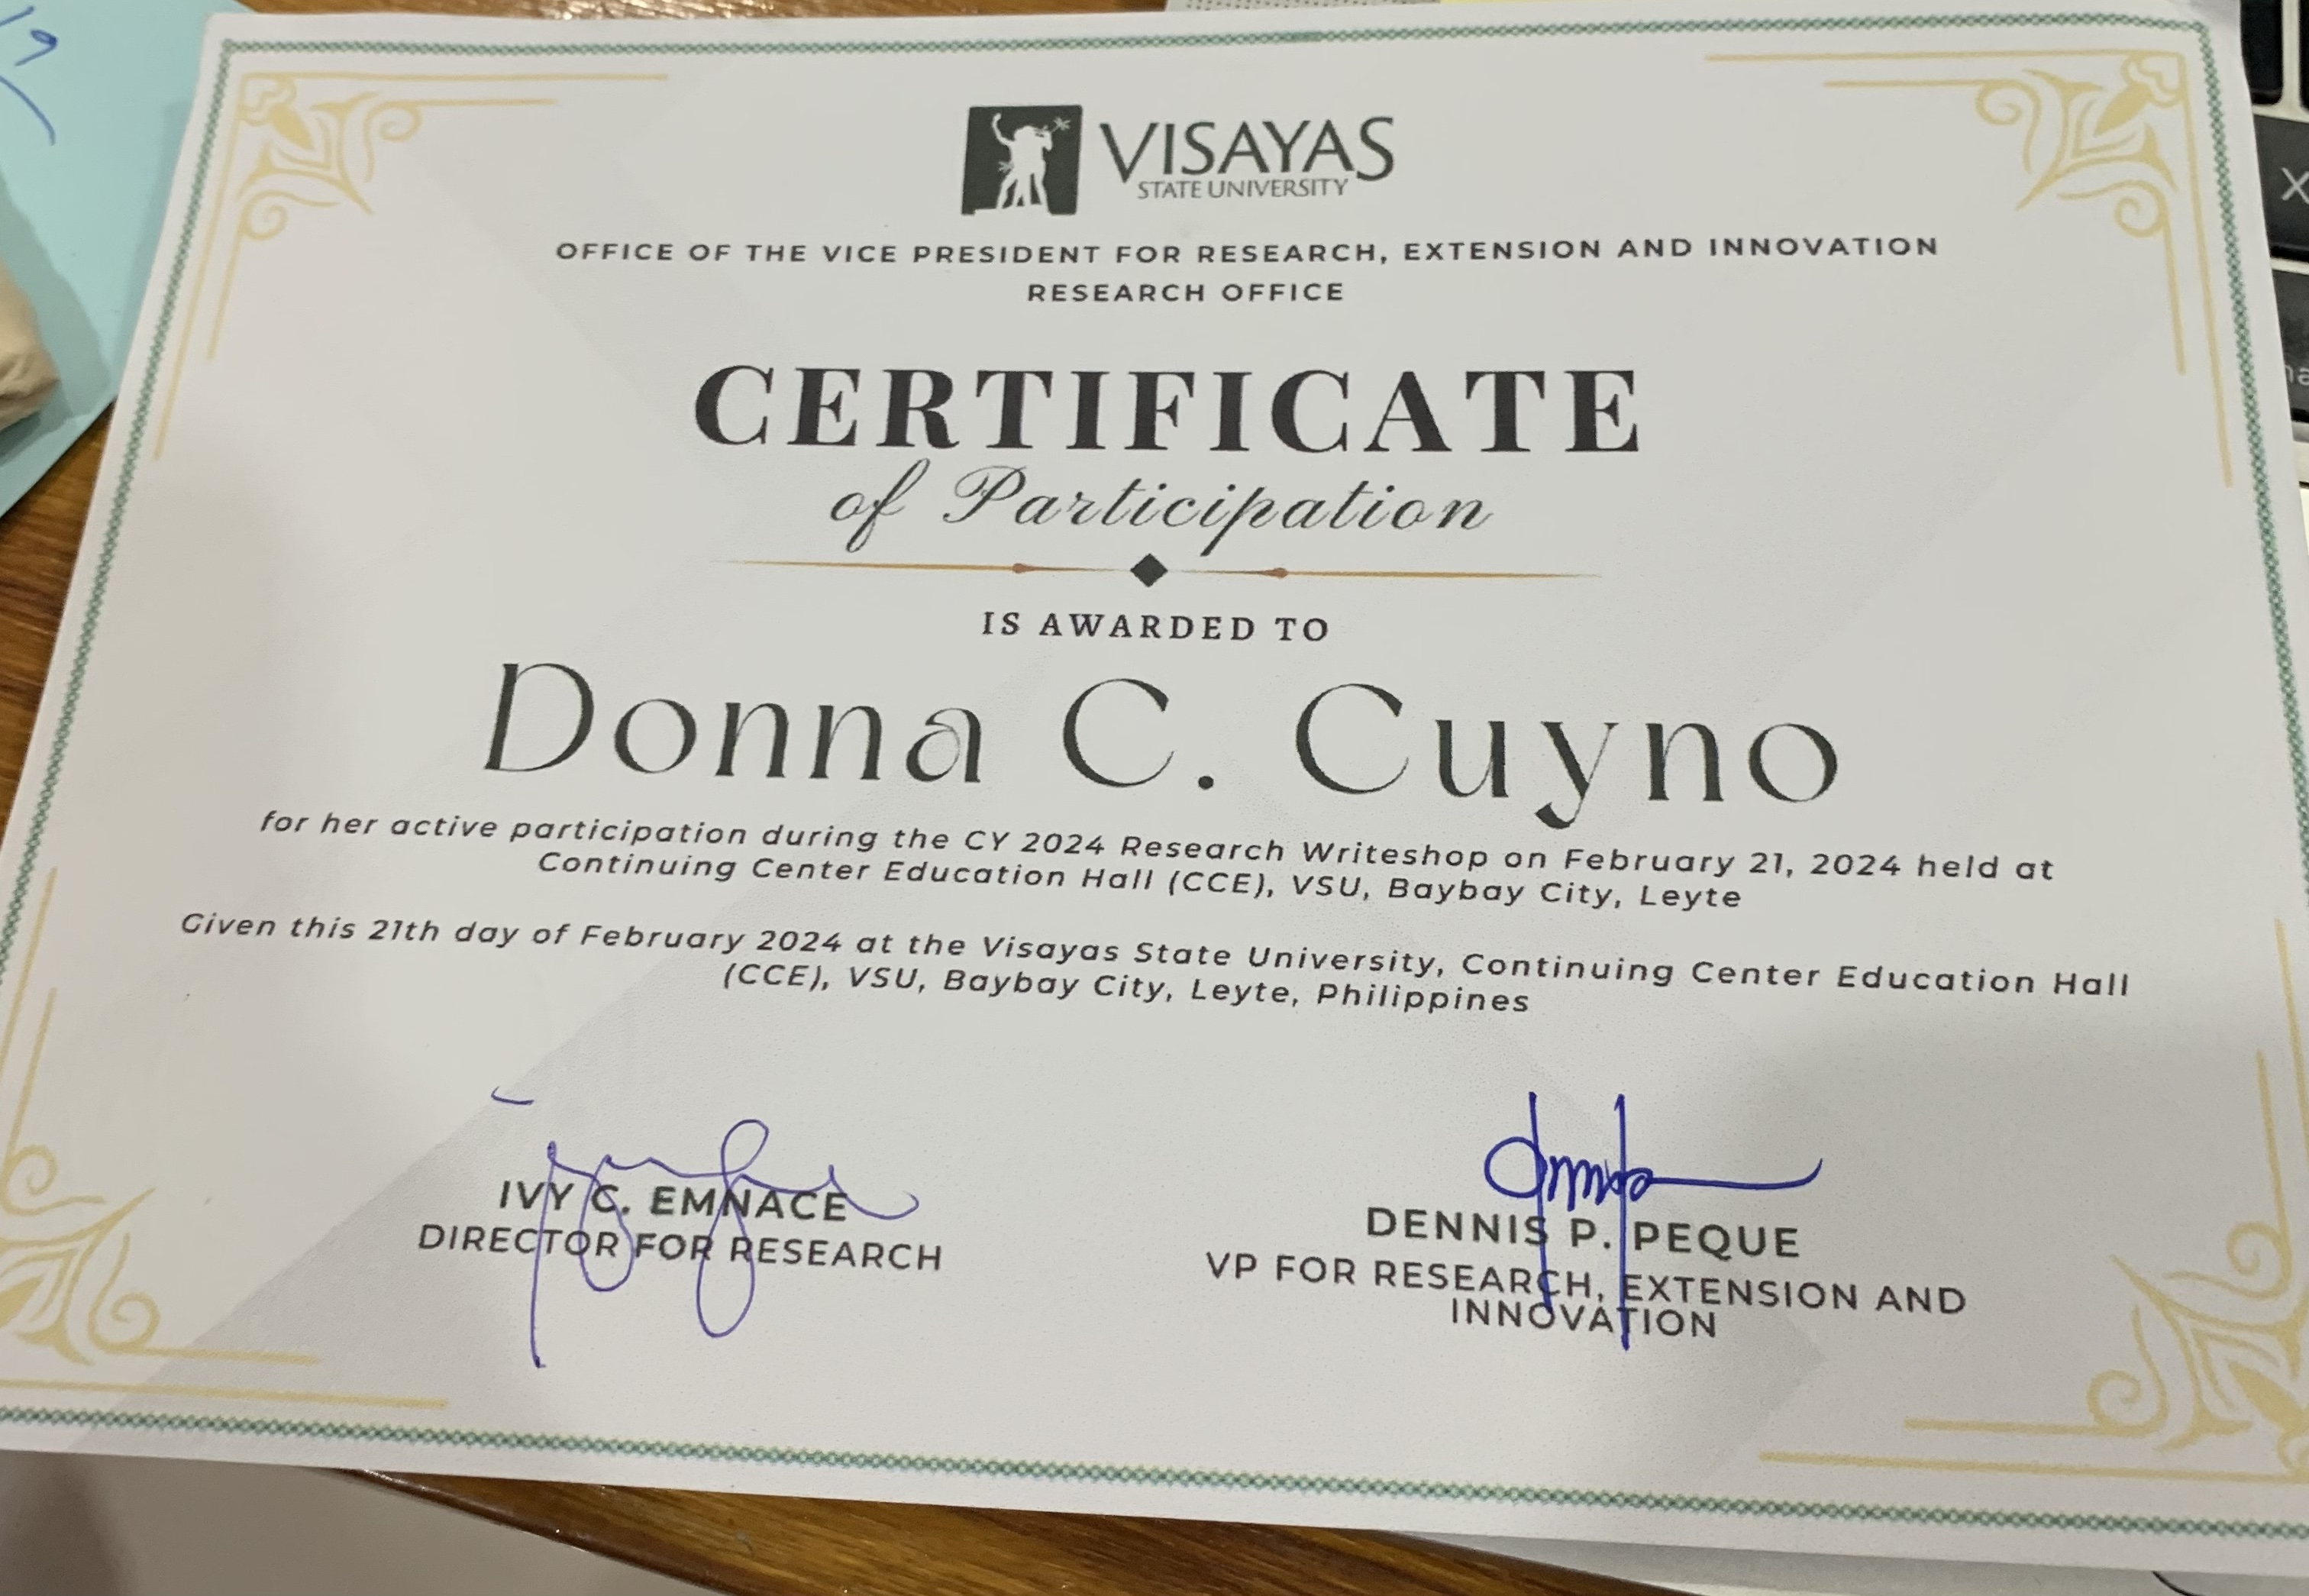 VISAYAS
STATE UNIVERSITY
OFFICE OF THE VICE PRESIDENT FOR RESEARCH, EXTENSION AND INNOVATION
RESEARCH OFFICE
CERTIFICATE
of Participation
IS AWARDED TO
Donna C. Cuyno
for her active participation during the CY 2024 Research Writeshop on February 21, 2024 held at
Continuing Center Education Hall (CCE), VSU, Baybay City, Leyte
Given this 21th day of February 2024 at the Visayas State University, Continuing Center Education Hall
(CCE), VSU, Baybay City, Leyte, Philippines
IVY C. EMNACE
DIRECTOR FOR RESEARCH
DENNIS P. PEQUE
VP FOR RESEARCH, EXTENSION AND
INNOVATION
X